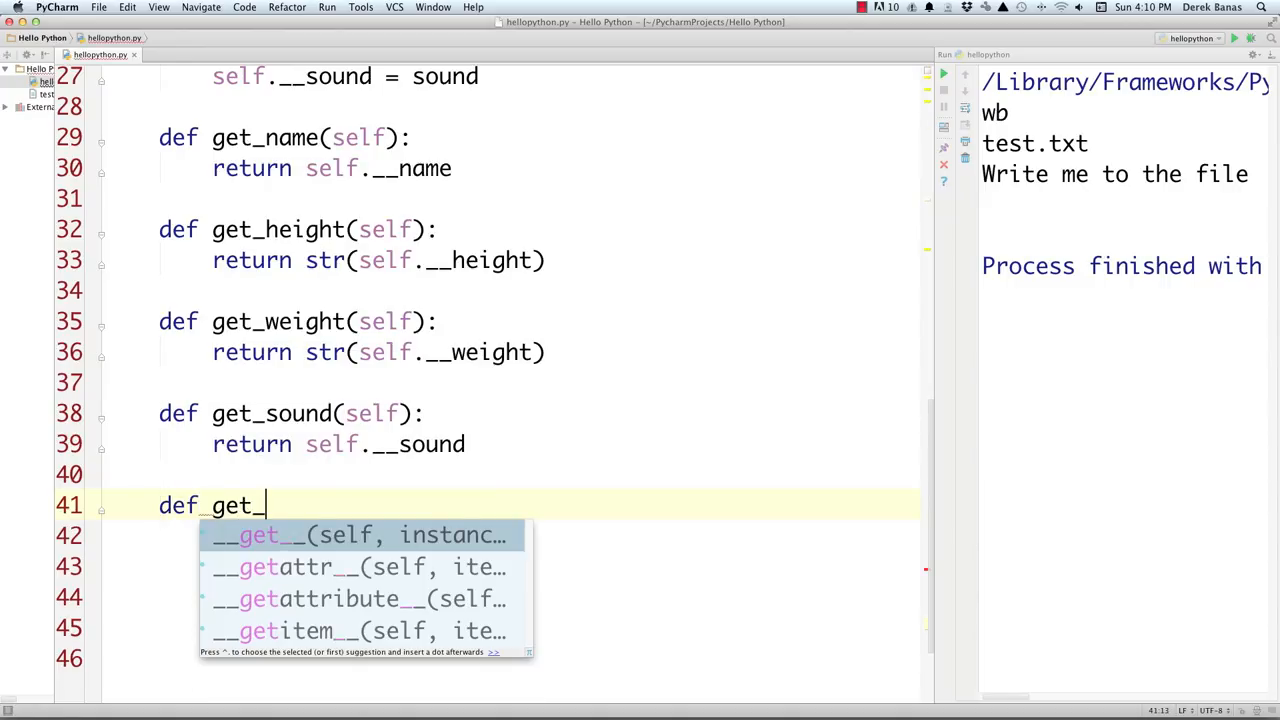 PyCharm File Edit View Navigate Code Refactor Run Tools VCS Window Help
10 Sun 4:10 PM Derek Banas
hellopython.py - Hello Python - [~/PycharmProjects/Hello Python]
Hello Python hellopython.py
hellopython
hellopython.py
Run hellopython
Hello P
hello
test
Extern
27 self.__sound = sound
28
29 def get_name(self):
30 return self.__name
31
32 def get_height(self):
33 return str(self.__height)
34
35 def get_weight(self):
36 return str(self.__weight)
37
38 def get_sound(self):
39 return self.__sound
40
41 def get_
42
43
44
45
46
__get__(self, instanc…
__getattr__(self, ite…
__getattribute__(self…
__getitem__(self, ite…
Press ^. to choose the selected (or first) suggestion and insert a dot afterwards >>
/Library/Frameworks/Py
wb
test.txt
Write me to the file
Process finished with
41:13 LF UTF-8